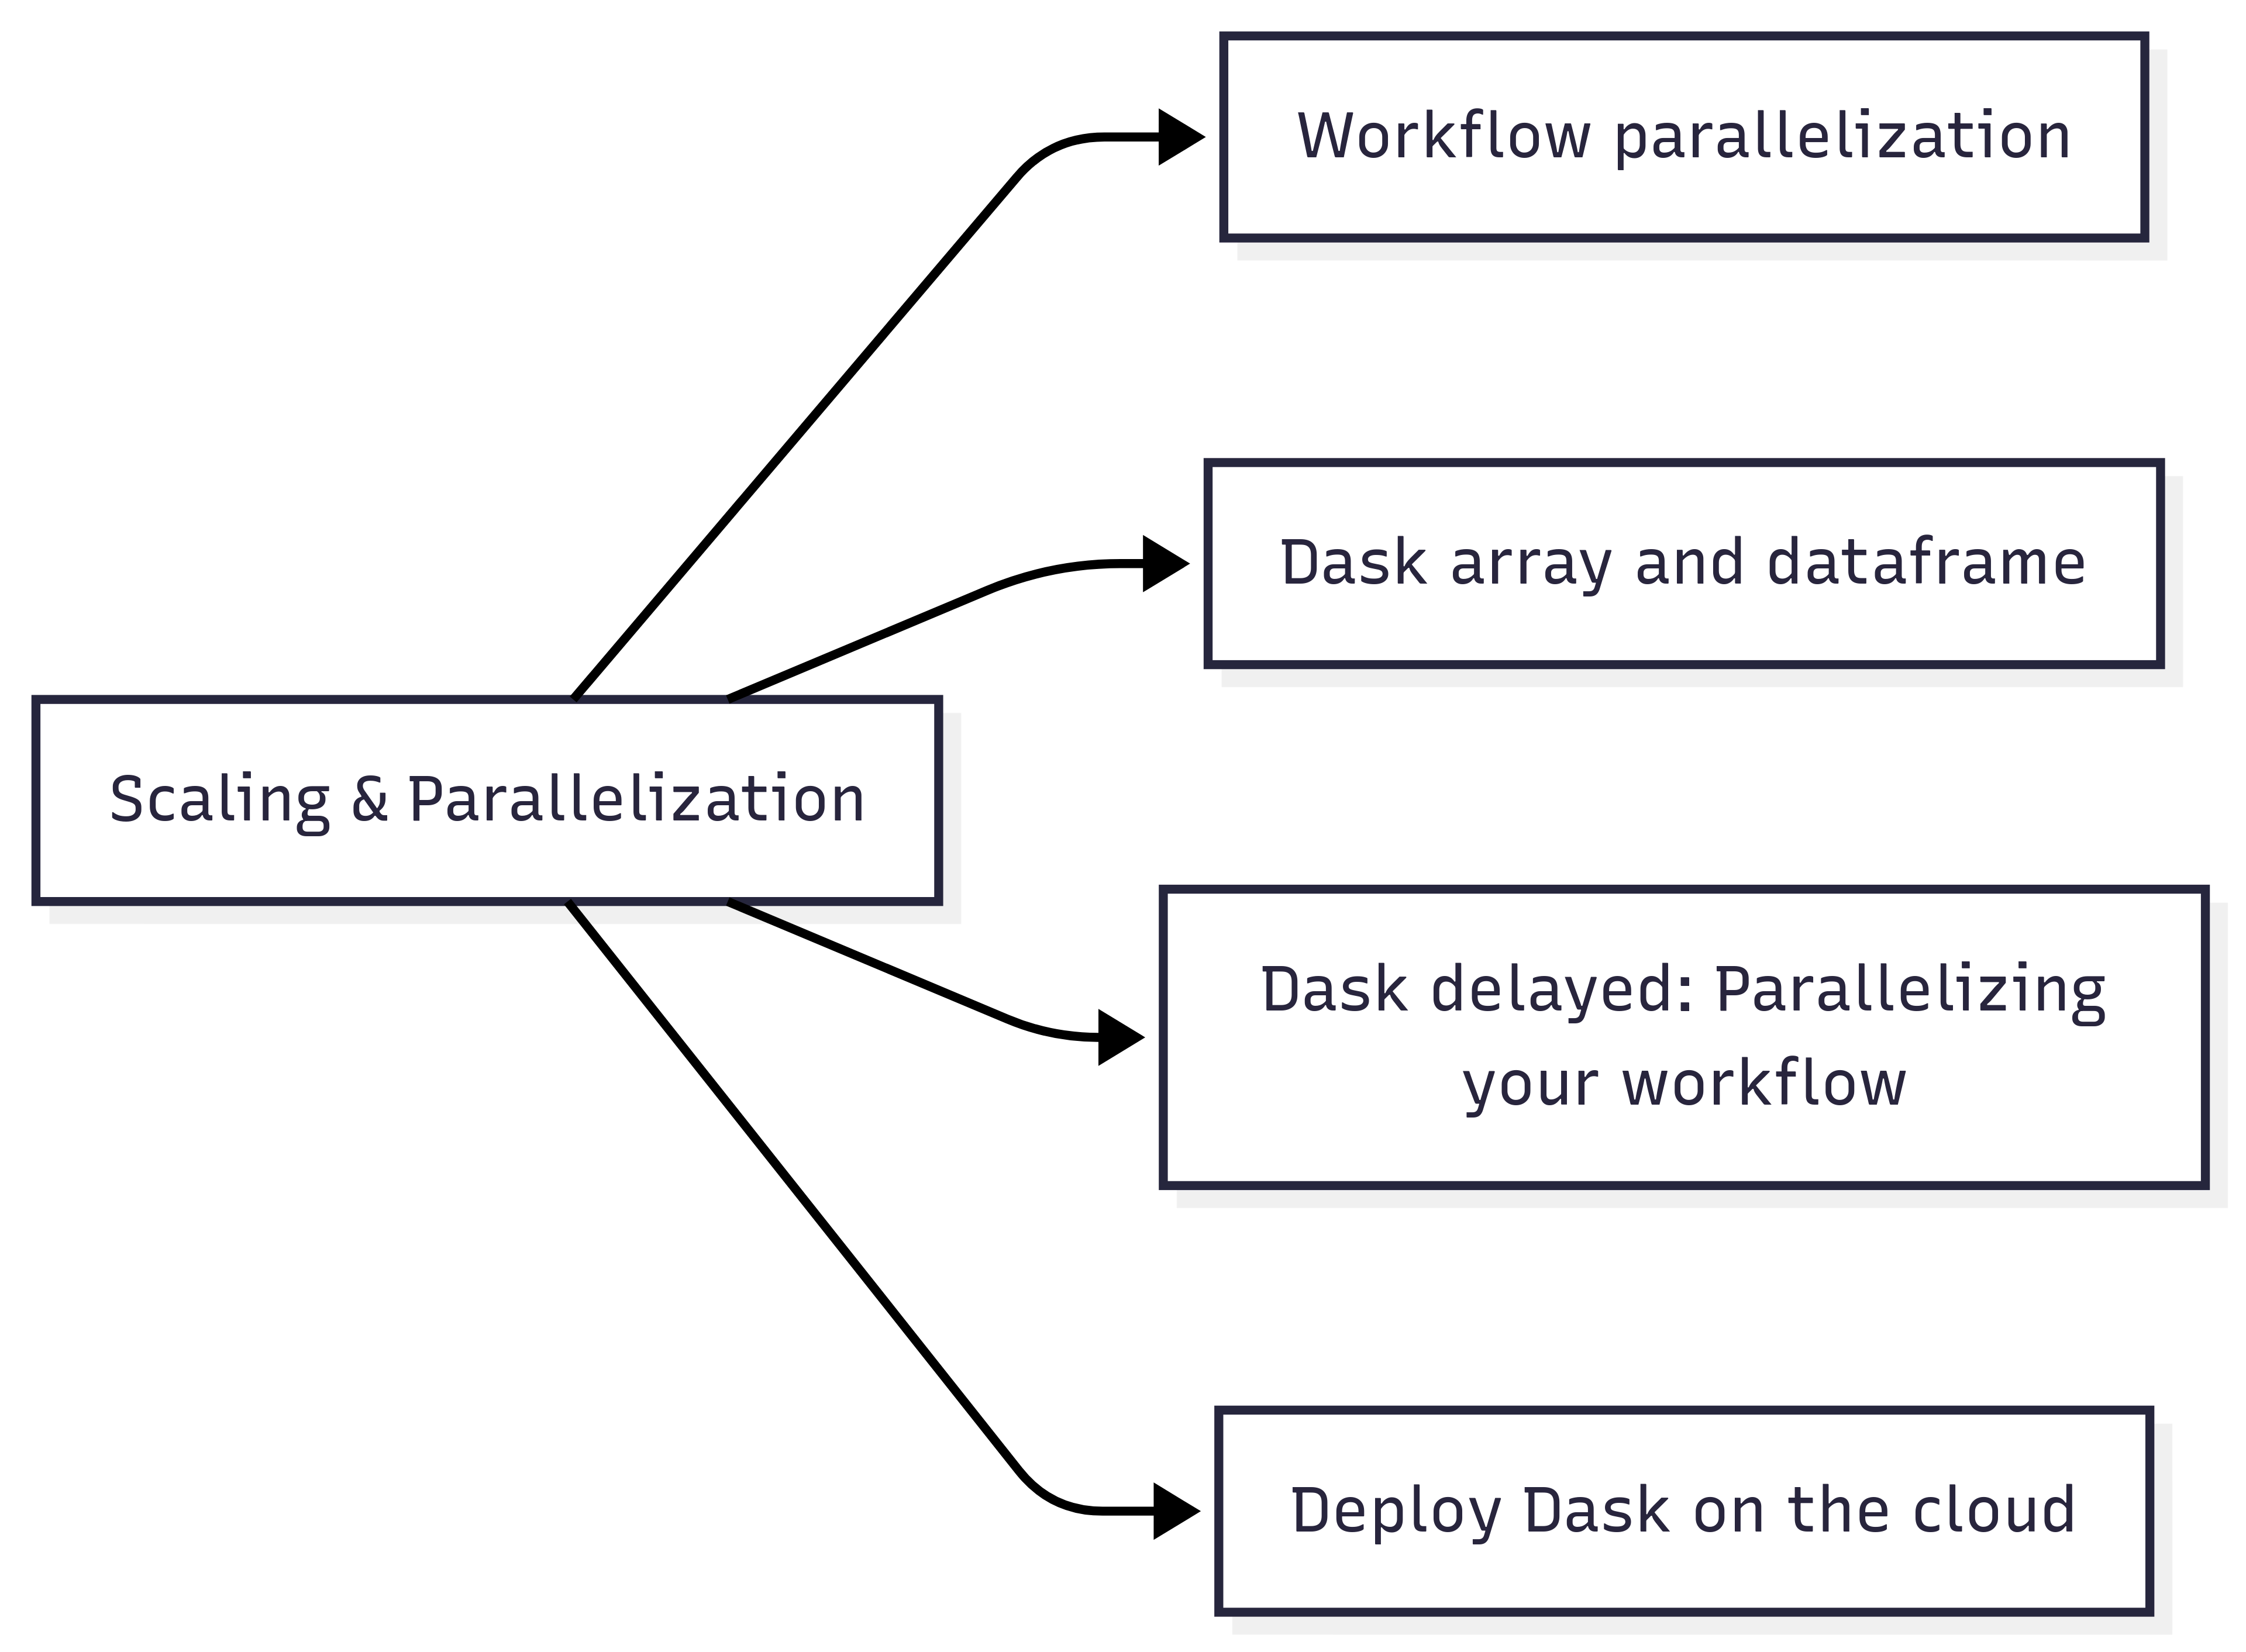 Workflow parallelization
Dask array and dataframe
Scaling & Parallelization
Dask delayed: Parallelizing
your workflow
Deploy Dask on the cloud